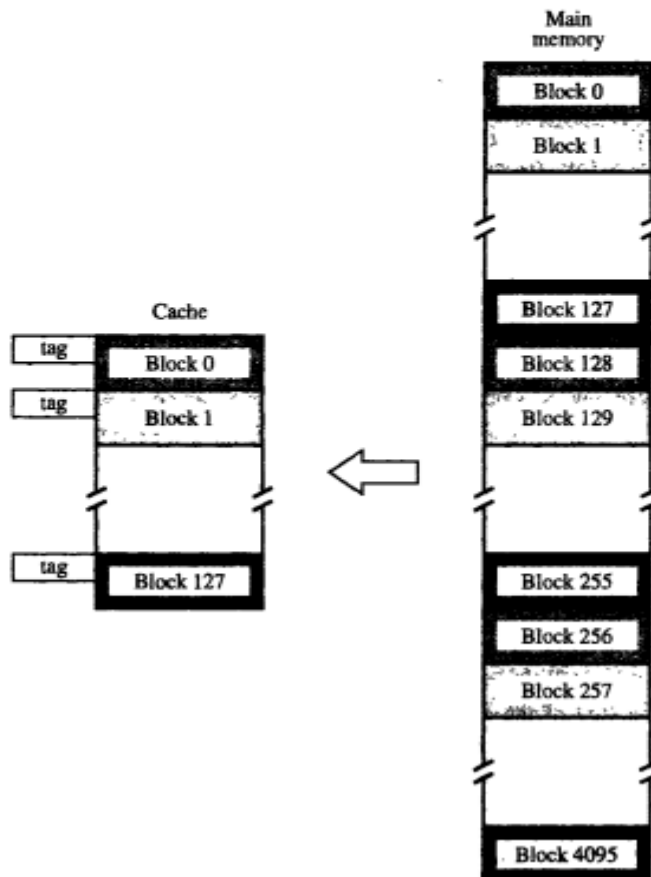 Main
memory
Block 0
Block 1
Block 127
Block 128
Block 129
Block 255
Block 256
Block 257
Block 4095
Cache
tag
Block 0
tag
Block 1
tag
Block 127